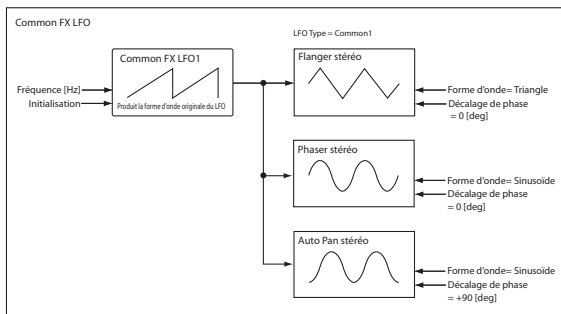 Common FX LFO
LFO Type = Common1
Common FX LFO1
Fréquence [Hz]
Initialisation
Produit la forme d'onde originale du LFO
Flanger stéréo
Forme d'onde= Triangle
Décalage de phase
= 0 [deg]
Phaser stéréo
Forme d'onde= Sinusoïde
Décalage de phase
= 0 [deg]
Auto Pan stéréo
Forme d'onde= Sinusoïde
Décalage de phase
= +90 [deg]